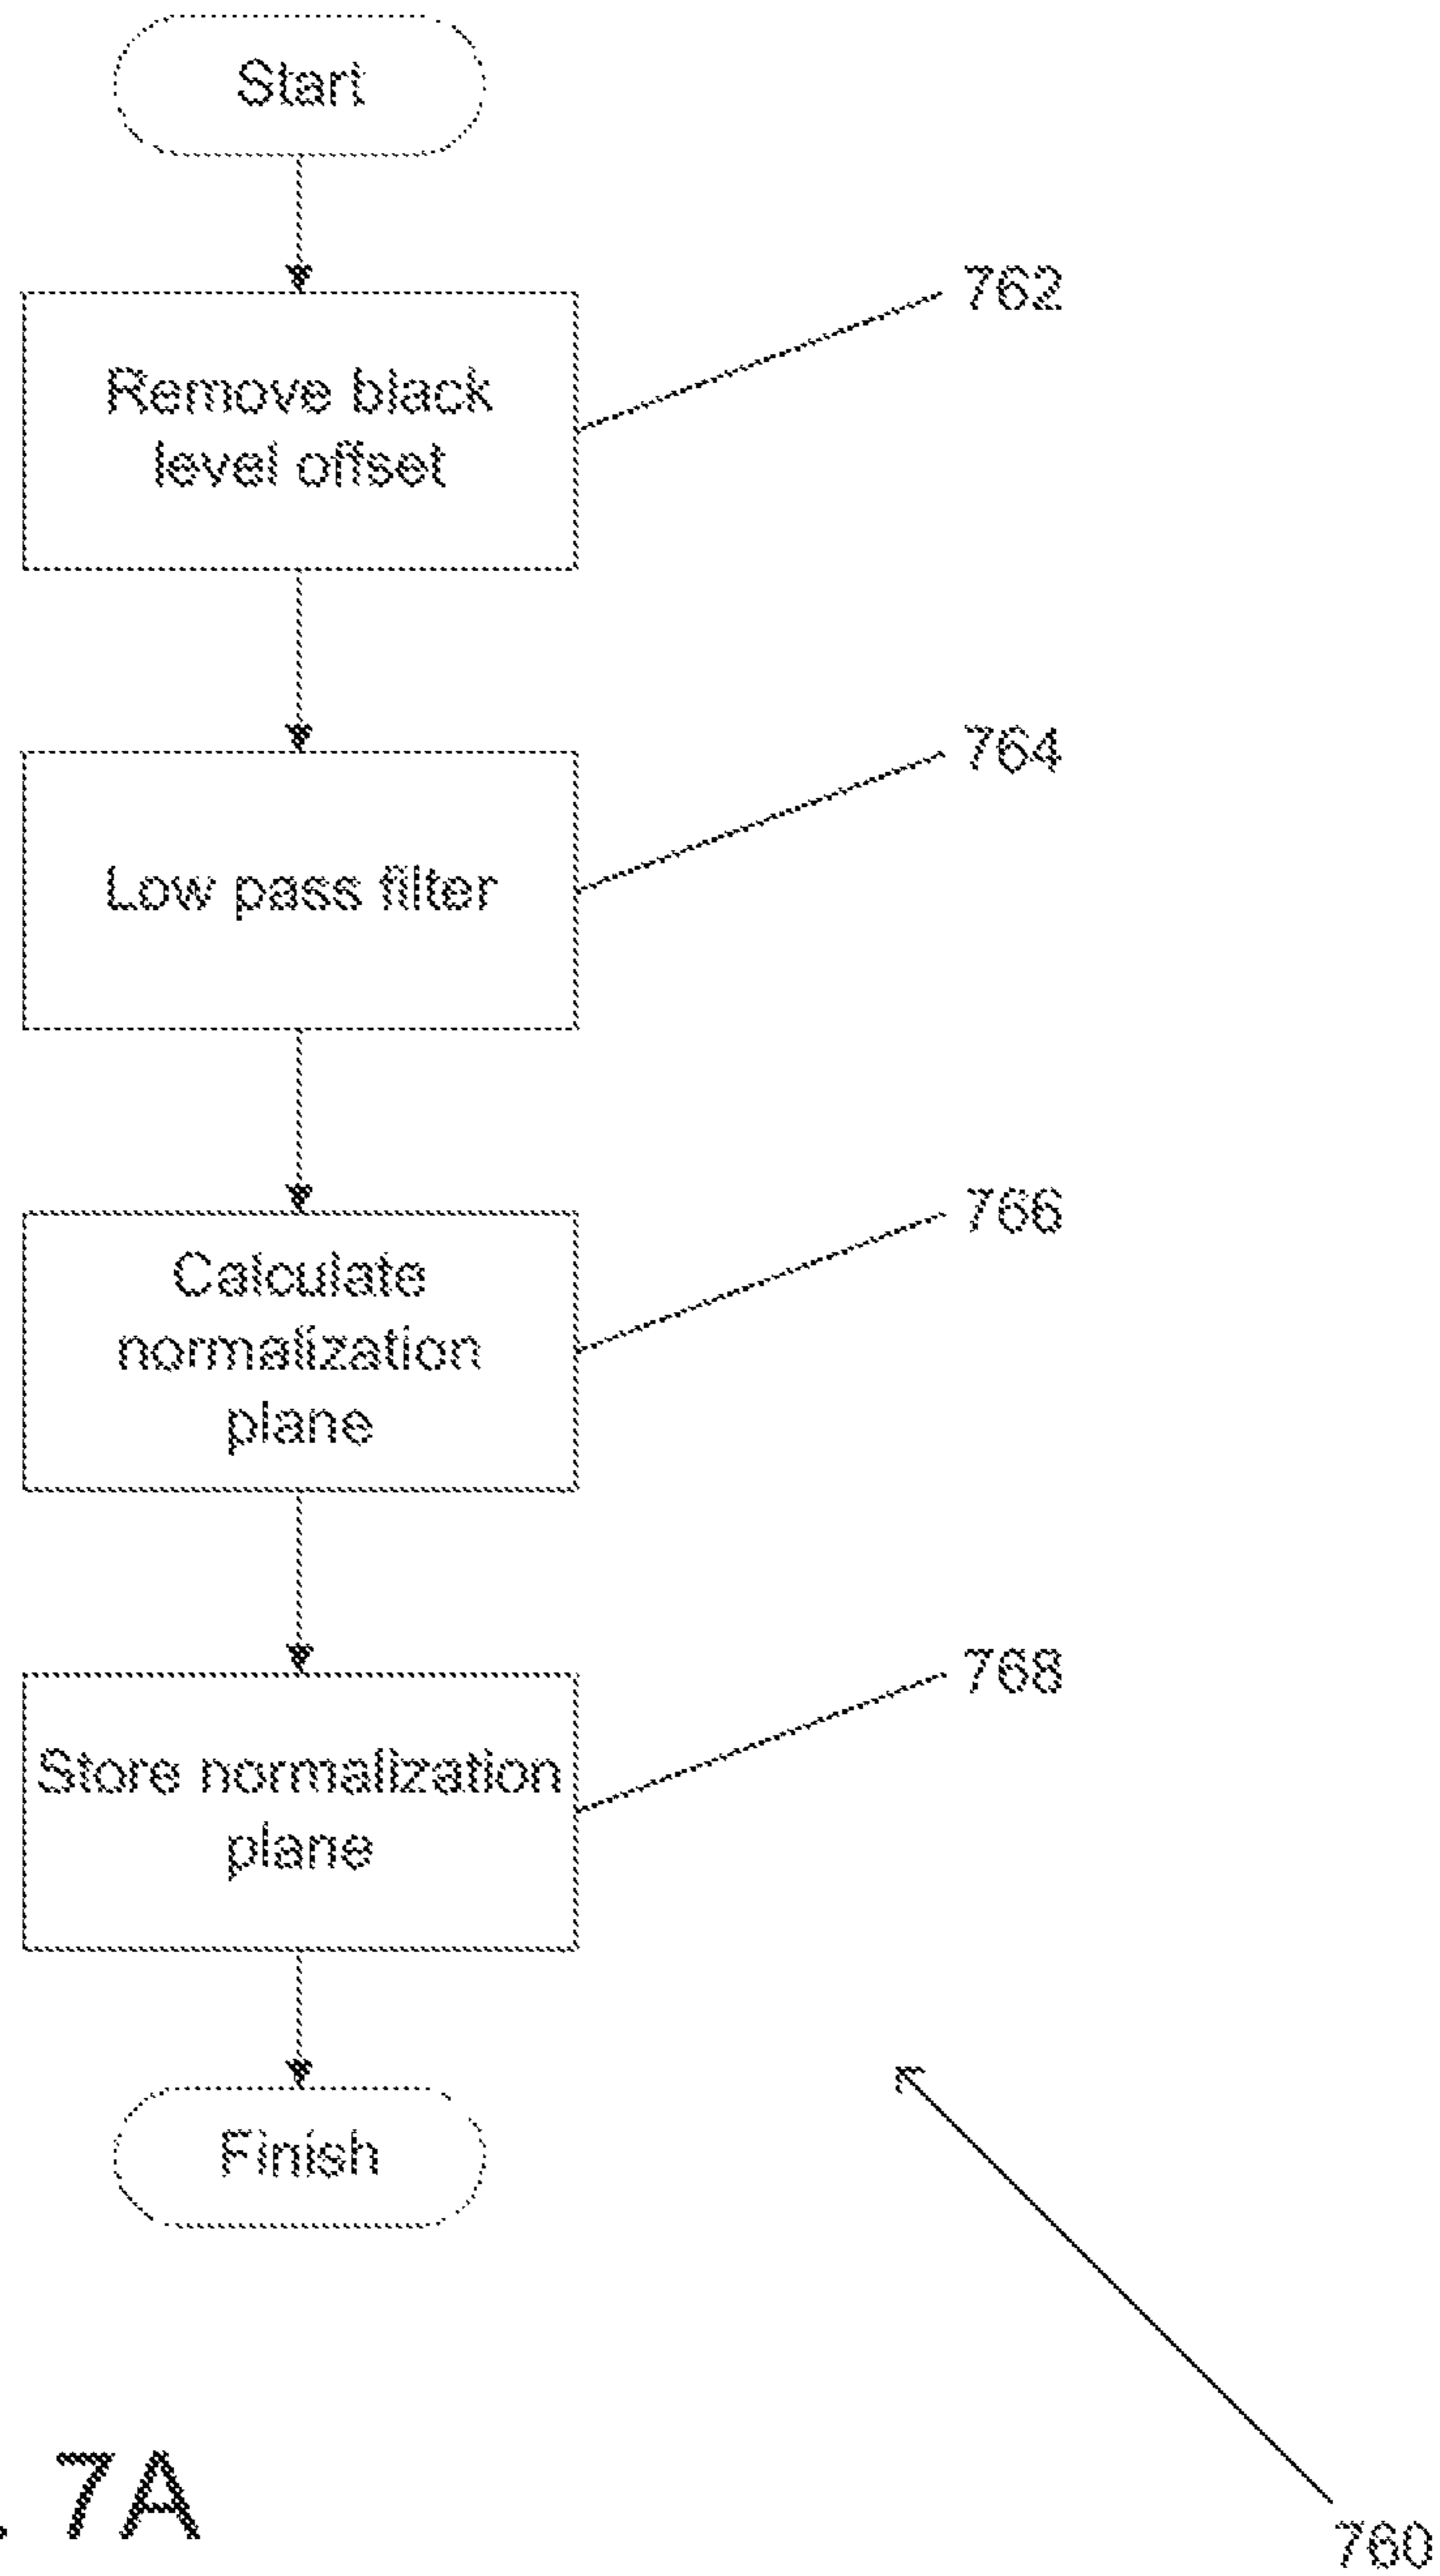 Start
762
Remove black
level offset
764
Low pass filter
766
Calculate
normalization
plane
768
Store normalization
plane
Finish
. 7A
760